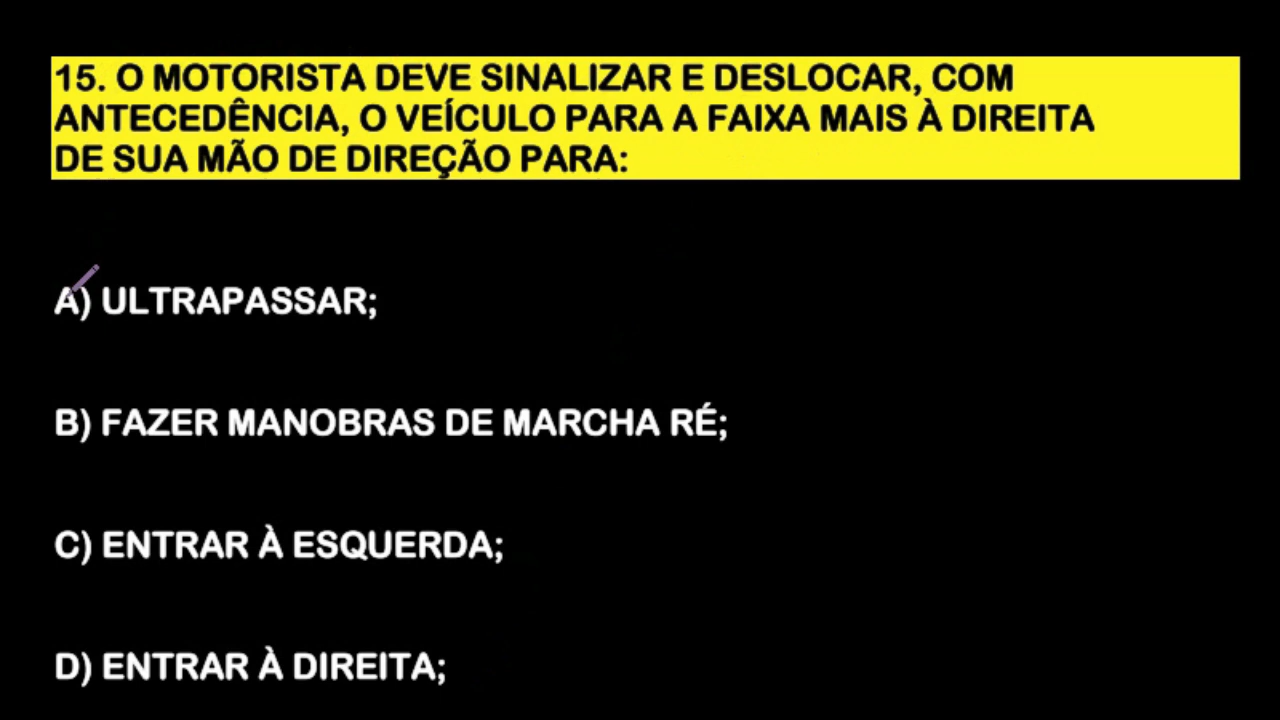 15. O MOTORISTA DEVE SINALIZAR E DESLOCAR, COM
ANTECEDÊNCIA, O VEÍCULO PARA A FAIXA MAIS À DIREITA
DE SUA MÃO DE DIREÇÃO PARA:
A) ULTRAPASSAR;
B) FAZER MANOBRAS DE MARCHA RÉ;
C) ENTRAR À ESQUERDA;
D) ENTRAR À DIREITA;